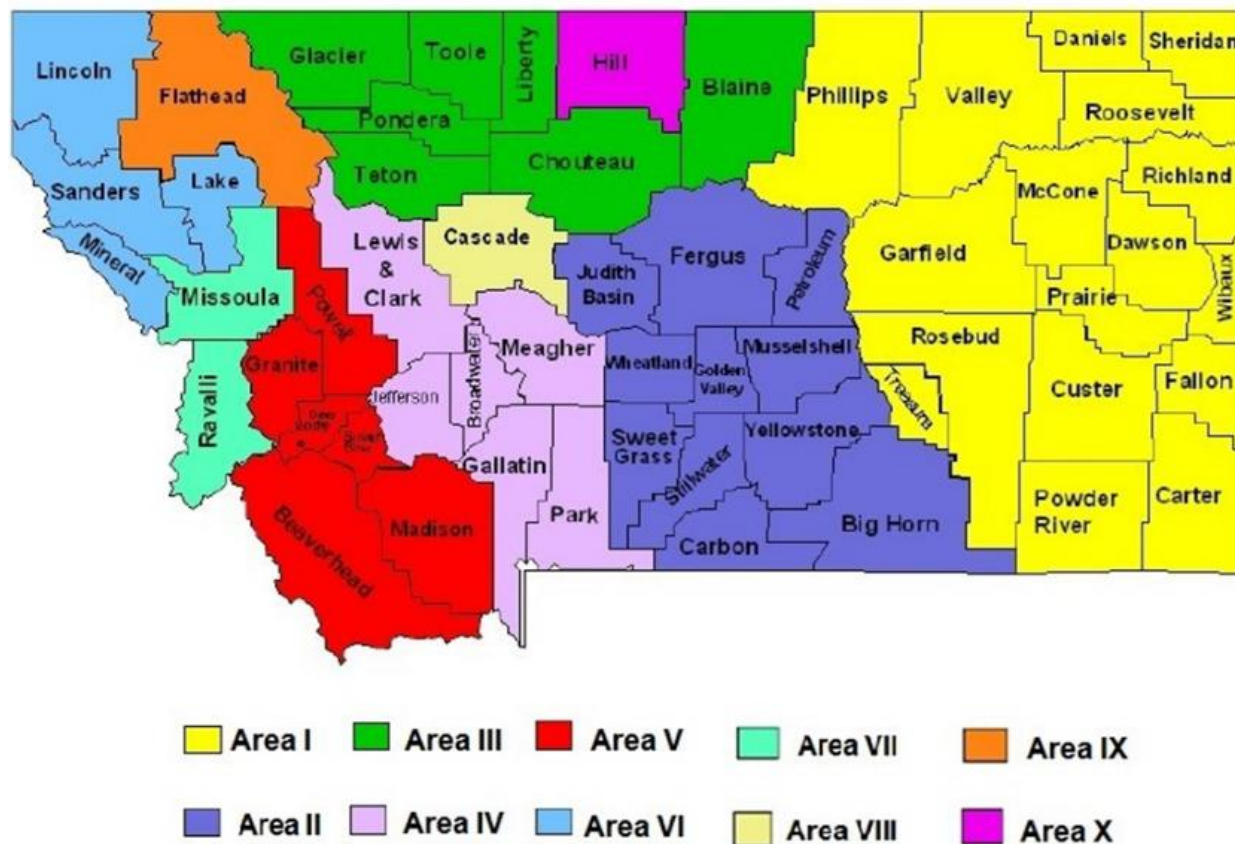 Lincoln
Flathead
Glacier
Toole
Liberty
Hill
Blaine
Phillips
Valley
Daniels
Sheridan
Roosevelt
Pondera
Teton
Chouteau
Sanders
Lake
Mineral
Missoula
Lewis
&
Clark
Cascade
Judith
Basin
Fergus
Petroleum
Garfield
McCone
Richland
Dawson
Prairie
Wibaux
Powell
Granite
Ravalli
Jefferson
Broadwater
Meagher
Wheatland
Golden
Valley
Musselshell
Rosebud
Treasure
Custer
Fallon
Deer
Lodge
Silver
Bow
Gallatin
Park
Sweet
Grass
Stillwater
Yellowstone
Big Horn
Carbon
Powder
River
Carter
Beaverhead
Madison
Area I
Area III
Area V
Area VII
Area IX
Area II
Area IV
Area VI
Area VIII
Area X